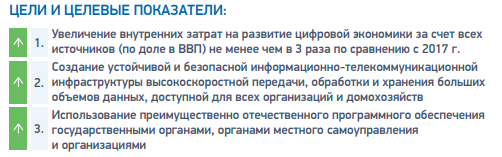 ЦЕЛИ И ЦЕЛЕВЫЕ ПОКАЗАТЕЛИ:
1. Увеличение внутренних затрат на развитие цифровой экономики за счет всех
источников (по доле в ВВП) не менее чем в 3 раза по сравнению с 2017 г.
Создание устойчивой и безопасной информационно-телекоммуникационной
2. инфраструктуры высокоскоростной передачи, обработки и хранения больших
объемов данных, доступной для всех организаций и домохозяйств
Использование преимущественно отечественного программного обеспечения
3. государственными органами, органами местного самоуправления
и организациями